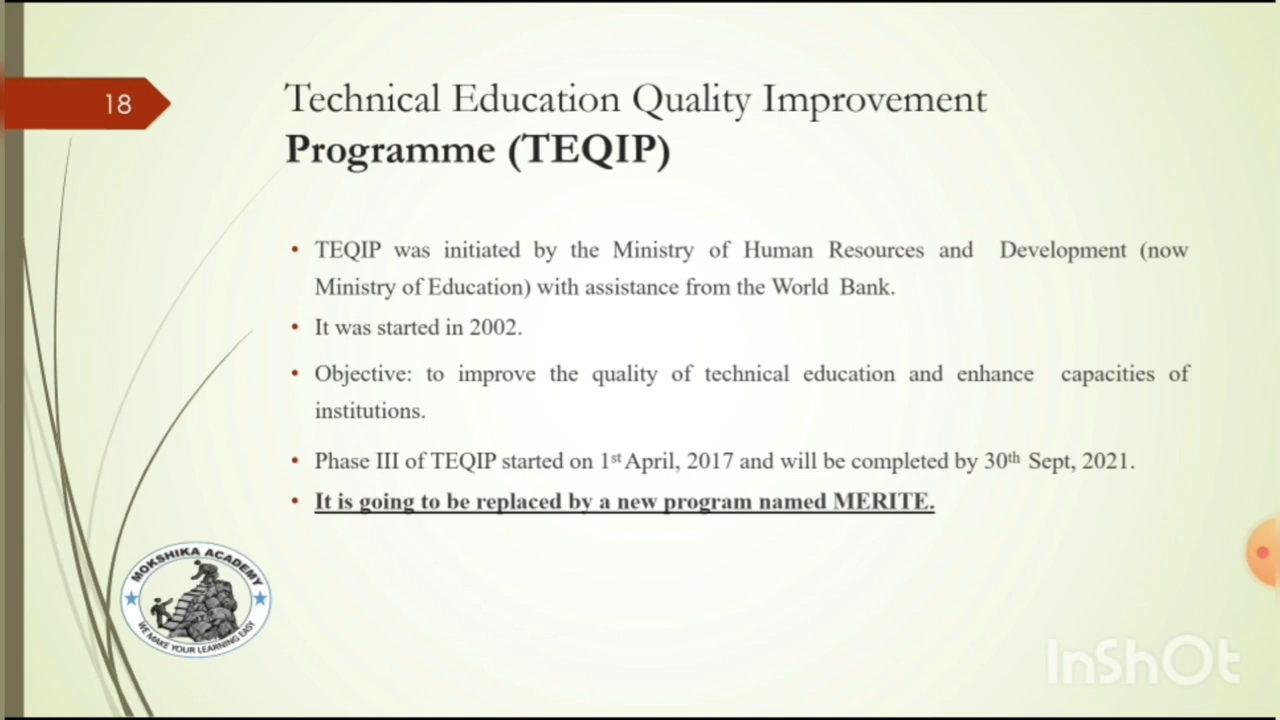 18
Technical Education Quality Improvement
Programme (TEQIP)
• TEQIP was initiated by the Ministry of Human Resources and Development (now
Ministry of Education) with assistance from the World Bank.
• It was started in 2002.
• Objective: to improve the quality of technical education and enhance capacities of
institutions.
• Phase III of TEQIP started on 1st April, 2017 and will be completed by 30th Sept, 2021.
• It is going to be replaced by a new program named MERITE.
MOKSHIKA ACADEMY
WE MAKE YOUR LEARNING EASY
InShOt